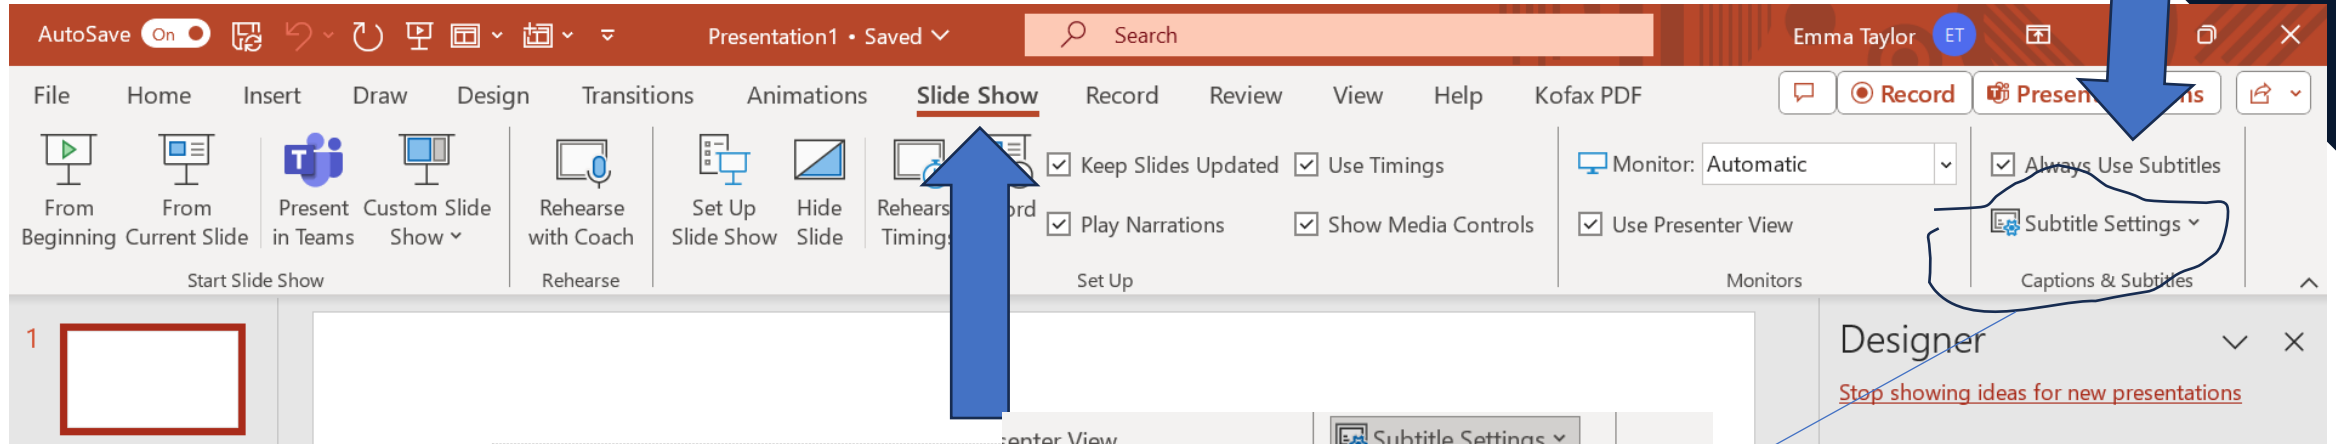 AutoSave On Presentation1 • Saved Search Emma Taylor ET
File Home Insert Draw Design Transitions Animations Slide Show Record Review View Help Kofax PDF Record
From Beginning
From Current Slide
Present in Teams
Custom Slide Show
Rehearse with Coach
Set Up Slide Show
Hide Slide
Keep Slides Updated
Play Narrations
Use Timings
Show Media Controls
Monitor: Automatic
Use Presenter View
Always Use Subtitles
Subtitle Settings
Start Slide Show Rehearse Set Up Monitors Captions & Subtitles
1
Designer
Stop showing ideas for new presentations
View Subtitle Settings